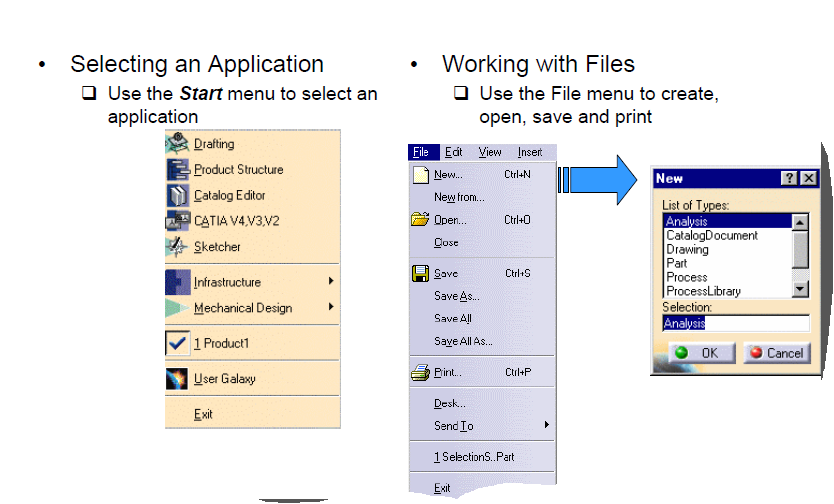 • Selecting an Application
❑ Use the Start menu to select an
application
Drafting
Product Structure
Catalog Editor
CATIA V4,V3,V2
Sketcher
Infrastructure
Mechanical Design
1 Product1
User Galaxy
Exit
• Working with Files
❑ Use the File menu to create,
open, save and print
File Edit View Insert
New... Ctrl+N
New from...
Open... Ctrl+O
Close
Save Ctrl+S
Save As...
Save All
Save All As...
Print... Ctrl+P
Desk...
Send To
1 SelectionS..Part
Exit
New
List of Types:
Analysis
CatalogDocument
Drawing
Part
Process
ProcessLibrary
Selection:
Analysis
OK Cancel